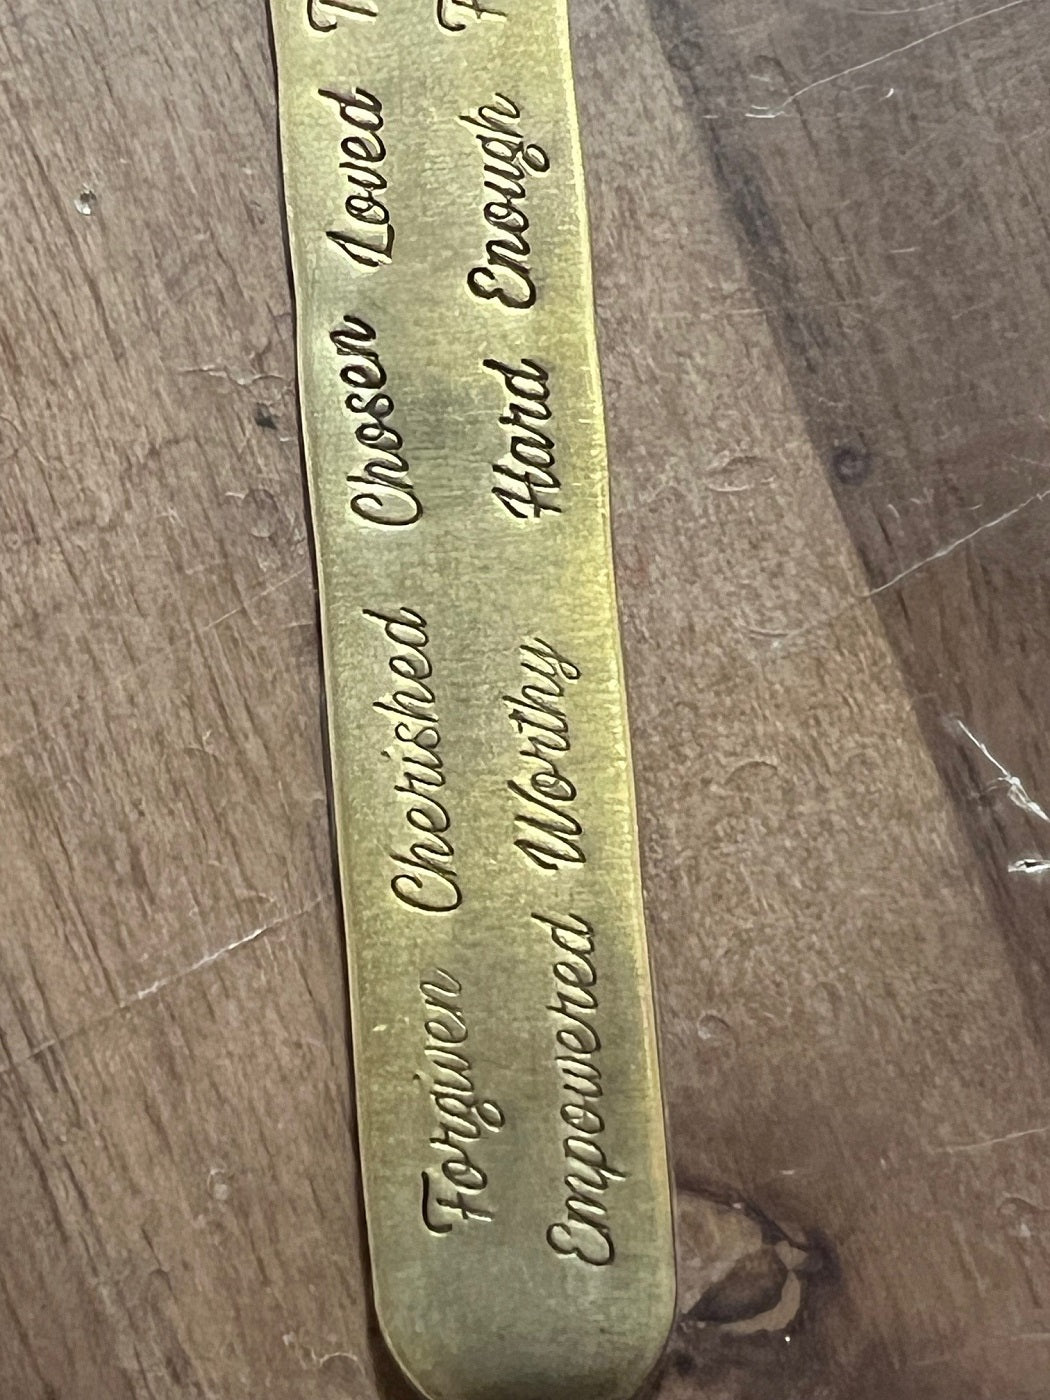 Forgiven Cherished Chosen Loved
Empowered Worthy Hard Enough